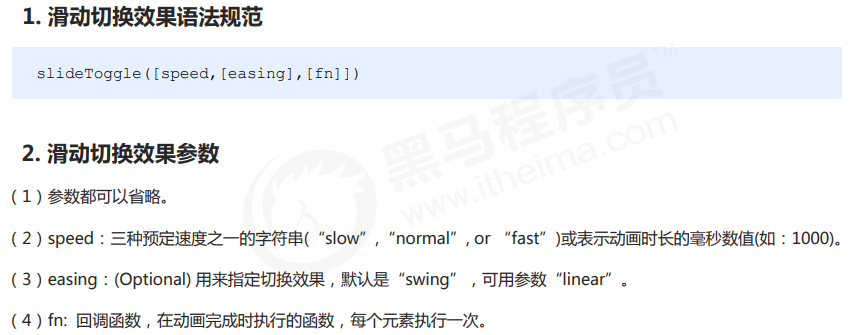 1. 滑动切换效果语法规范
slideToggle([speed,[easing],[fn]])
黑马程序员™
www.itheima.com
2. 滑动切换效果参数
（1）参数都可以省略。
（2）speed：三种预定速度之一的字符串(“slow”,“normal”, or “fast”)或表示动画时长的毫秒数值(如：1000)。
（3）easing：(Optional) 用来指定切换效果，默认是“swing”，可用参数“linear”。
（4）fn: 回调函数，在动画完成时执行的函数，每个元素执行一次。